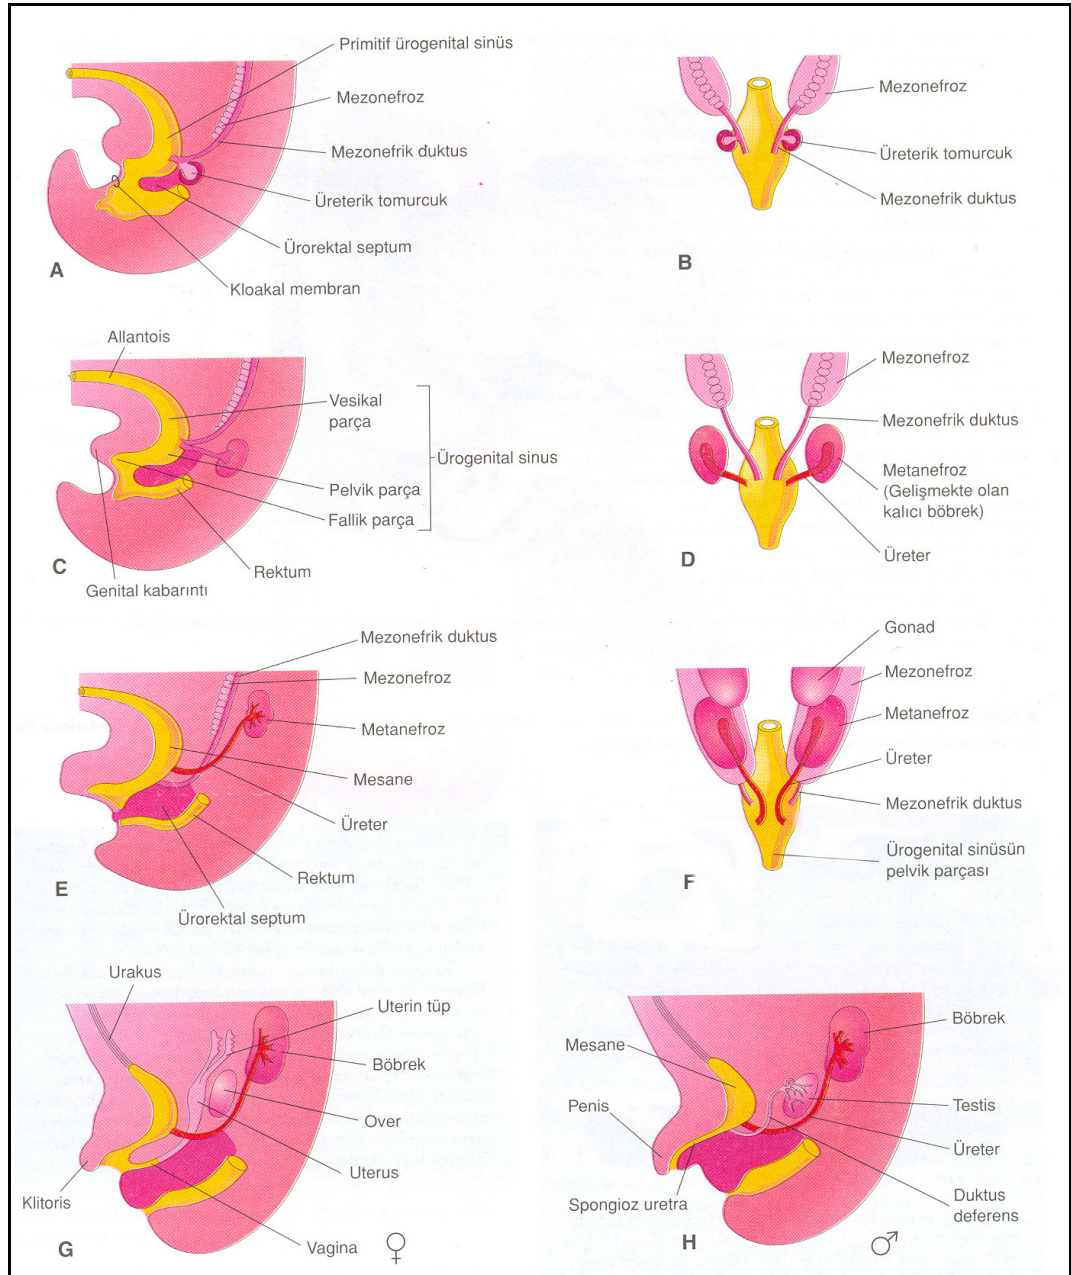 Primitif ürogenital sinüs
Mezonefroz
Mezonefrik duktus
Üreterik tomurcuk
Ürorektal septum
Kloakal membran
A
Mezonefroz
Üreterik tomurcuk
Mezonefrik duktus
B
Allantois
Vesikal
parça
Ürogenital sinus
Pelvik parça
Fallik parça
Rektum
Genital kabarıntı
C
Mezonefroz
Mezonefrik duktus
Metanefroz
(Gelişmekte olan
kalıcı böbrek)
Üreter
D
Mezonefrik duktus
Mezonefroz
Metanefroz
Mesane
Üreter
Rektum
Ürorektal septum
E
Gonad
Mezonefroz
Metanefroz
Üreter
Mezonefrik duktus
Ürogenital sinüsün
pelvik parçası
F
Urakus
Uterin tüp
Böbrek
Over
Uterus
Klitoris
Vagina
G ♀
Böbrek
Mesane
Penis
Testis
Üreter
Spongioz uretra
Duktus
deferens
H ♂